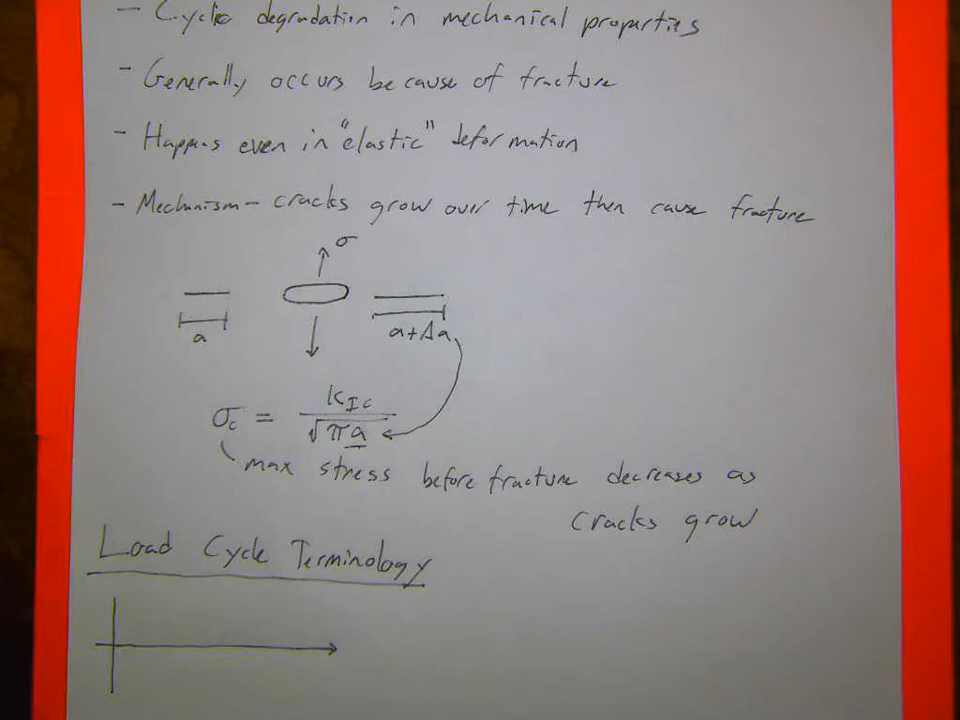 - Cyclic degradation in mechanical properties
- Generally occurs because of fracture
- Happens even in "elastic" deformation
- Mechanism - cracks grow over time then cause fracture
σ
a
a+Δa
σc = KIc / √πa
max stress before fracture decreases as
cracks grow
Load Cycle Terminology